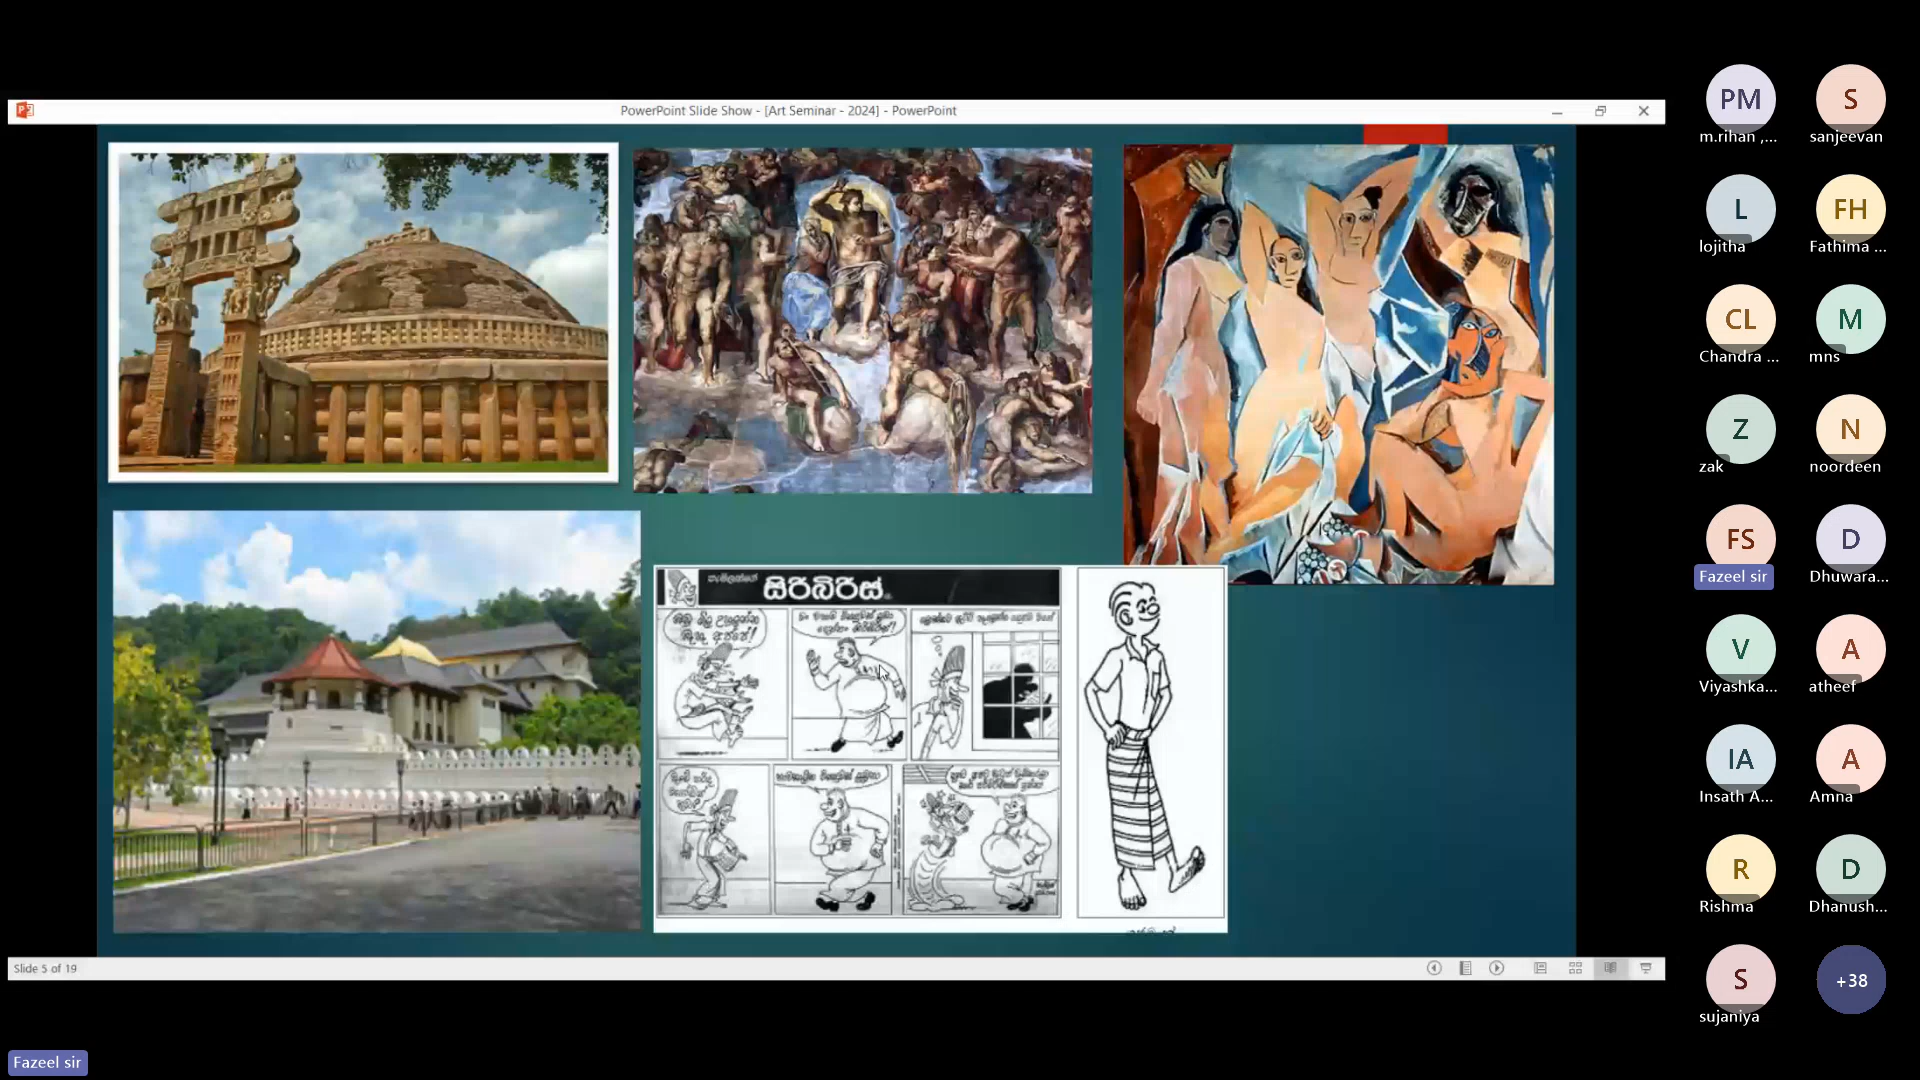 PowerPoint Slide Show - [Art Seminar - 2024] - PowerPoint
සිරිබිරිස්
Slide 5 of 19
PM
m.rihan ,...
S
sanjeevan
L
lojitha
FH
Fathima ...
CL
Chandra ...
M
mns
Z
zak
N
noordeen
FS
Fazeel sir
D
Dhuwara...
V
Viyashka...
A
atheef
IA
Insath A...
A
Amna
R
Rishma
D
Dhanush...
S
sujaniya
+38
Fazeel sir